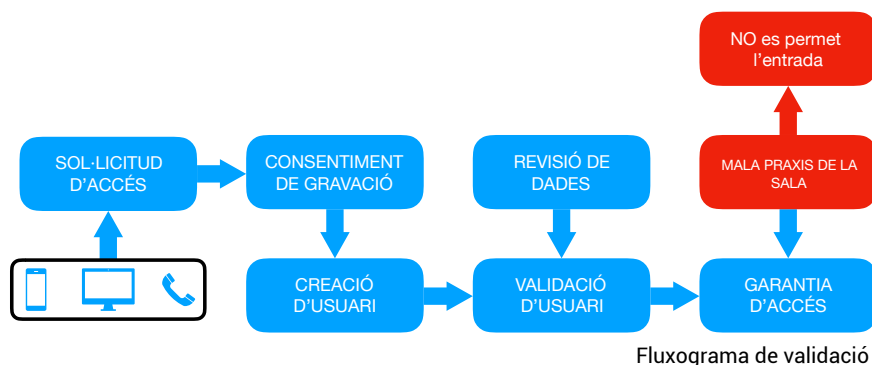 NO es permet
l'entrada
SOL·LICITUD
D'ACCÉS
CONSENTIMENT
DE GRAVACIÓ
REVISIÓ DE
DADES
MALA PRAXIS DE LA
SALA
CREACIÓ
D'USUARI
VALIDACIÓ
D'USUARI
GARANTIA
D'ACCÉS
Fluxograma de validació